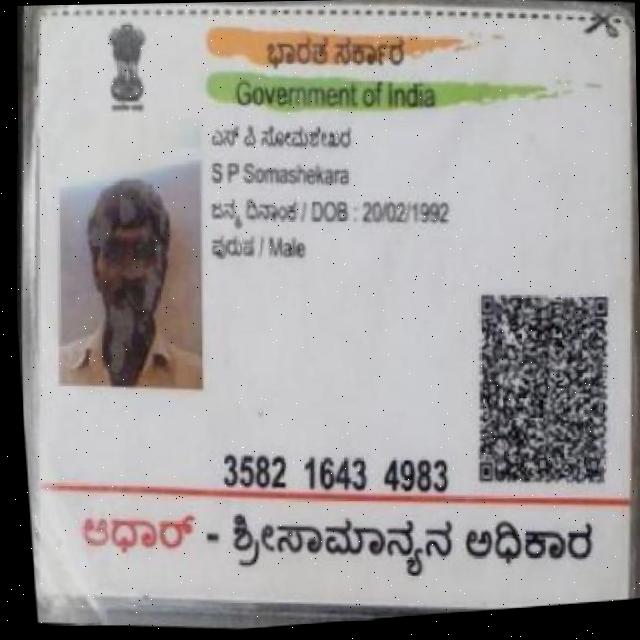 ಭಾರತ ಸರ್ಕಾರ
Government of India
ಎಸ್ ಪಿ ಸೋಮಶೇಖರ
S P Somashekara
ಜನ್ಮ ದಿನಾಂಕ / DOB : 20/02/1992
ಪುರುಷ / Male
3582 1643 4983
ಆಧಾರ್ - ಶ್ರೀಸಾಮಾನ್ಯನ ಅಧಿಕಾರ